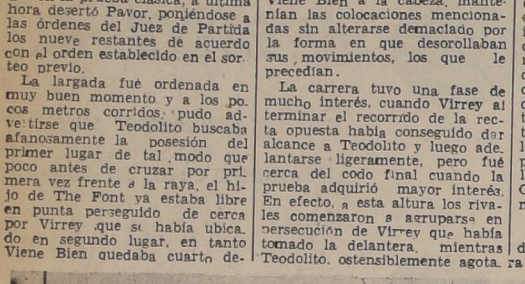 hora desertó Pavor, poniéndose a
las órdenes del Juez de Partida
los nueve restantes de acuerdo
con el orden establecido en el sor
teo previo.
La largada fué ordenada en
muy buen momento y a los po.
cos metros corridos, pudo ad-
vertirse que Teodolito buscaba
afanosamente la posesión del
primer lugar de tal modo que
poco antes de cruzar por pri
mera vez frente a la raya, el hi-
jo de The Font ya estaba libre
en punta perseguido de cerca
por Virrey que se había ubica.
do en segundo lugar, en tanto
Viene Bien quedaba cuarto de-
Viene Bien a la cabeza, mante-
nían las colocaciones menciona-
das sin alterarse demaciado por
la forma en que desorollaban
sus movimientos, los que le
precedían.
La carrera tuvo una fase de
mucho interés, cuando Virrey al
terminar el recorrido de la rec-
ta opuesta había conseguido dar
alcance a Teodolito y luego ade-
lantarse ligeramente, pero fué
cerca del codo final cuando la
prueba adquirió mayor interés.
En efecto, a esta altura los riva-
les comenzaron a agruparse en
persecución de Virrey que había
tomado la delantera, mientras
Teodolito, ostensiblemente agota